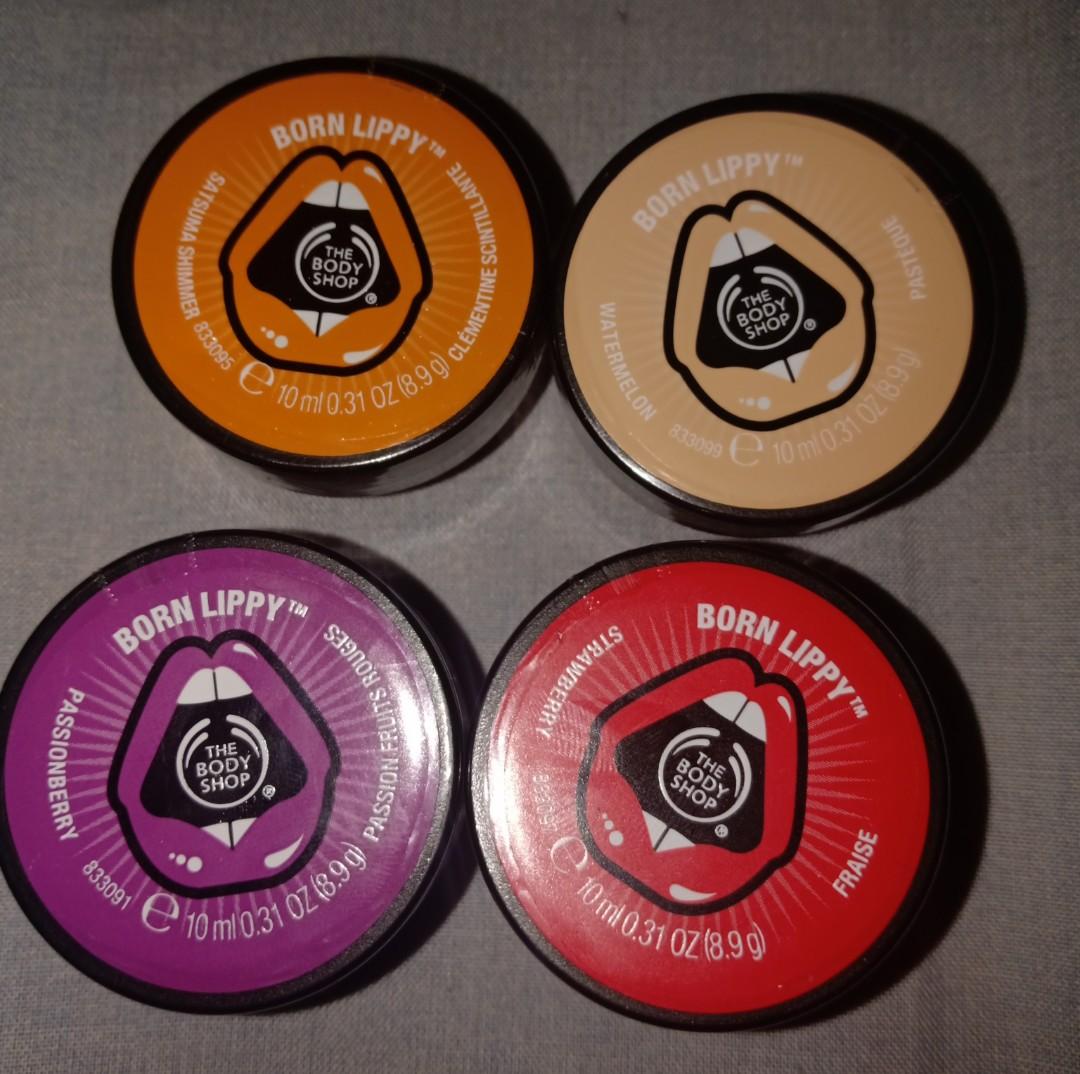 BORN LIPPY™
SATSUMA SHIMMER 833095
THE
BODY
SHOP®
CLÉMENTINE SCINTILLANTE
e 10 ml 0.31 OZ (8.9 g)
BORN LIPPY™
WATERMELON
THE
BODY
SHOP®
PASTÈQUE
833099 e 10 ml 0.31 OZ (8.9g)
BORN LIPPY™
PASSIONBERRY
THE
BODY
SHOP®
PASSION FRUITS ROUGES
833091 e 10 ml 0.31 OZ (8.9 g)
BORN LIPPY™
STRAWBERRY
THE
BODY
SHOP®
FRAISE
e 10 ml 0.31 OZ (8.9 g)